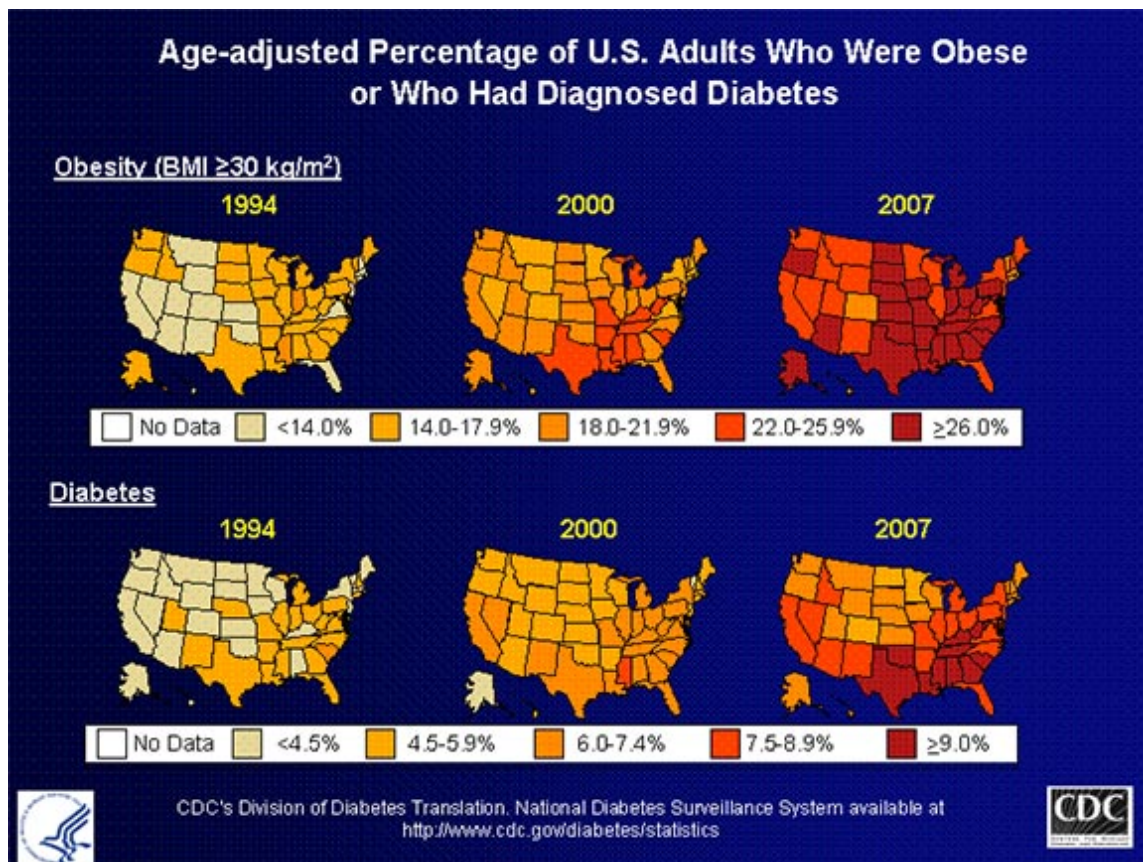 Age-adjusted Percentage of U.S. Adults Who Were Obese
or Who Had Diagnosed Diabetes
Obesity (BMI ≥30 kg/m²)
1994 2000 2007
No Data <14.0% 14.0-17.9% 18.0-21.9% 22.0-25.9% ≥26.0%
Diabetes
1994 2000 2007
No Data <4.5% 4.5-5.9% 6.0-7.4% 7.5-8.9% ≥9.0%
CDC's Division of Diabetes Translation. National Diabetes Surveillance System available at
http://www.cdc.gov/diabetes/statistics
CDC